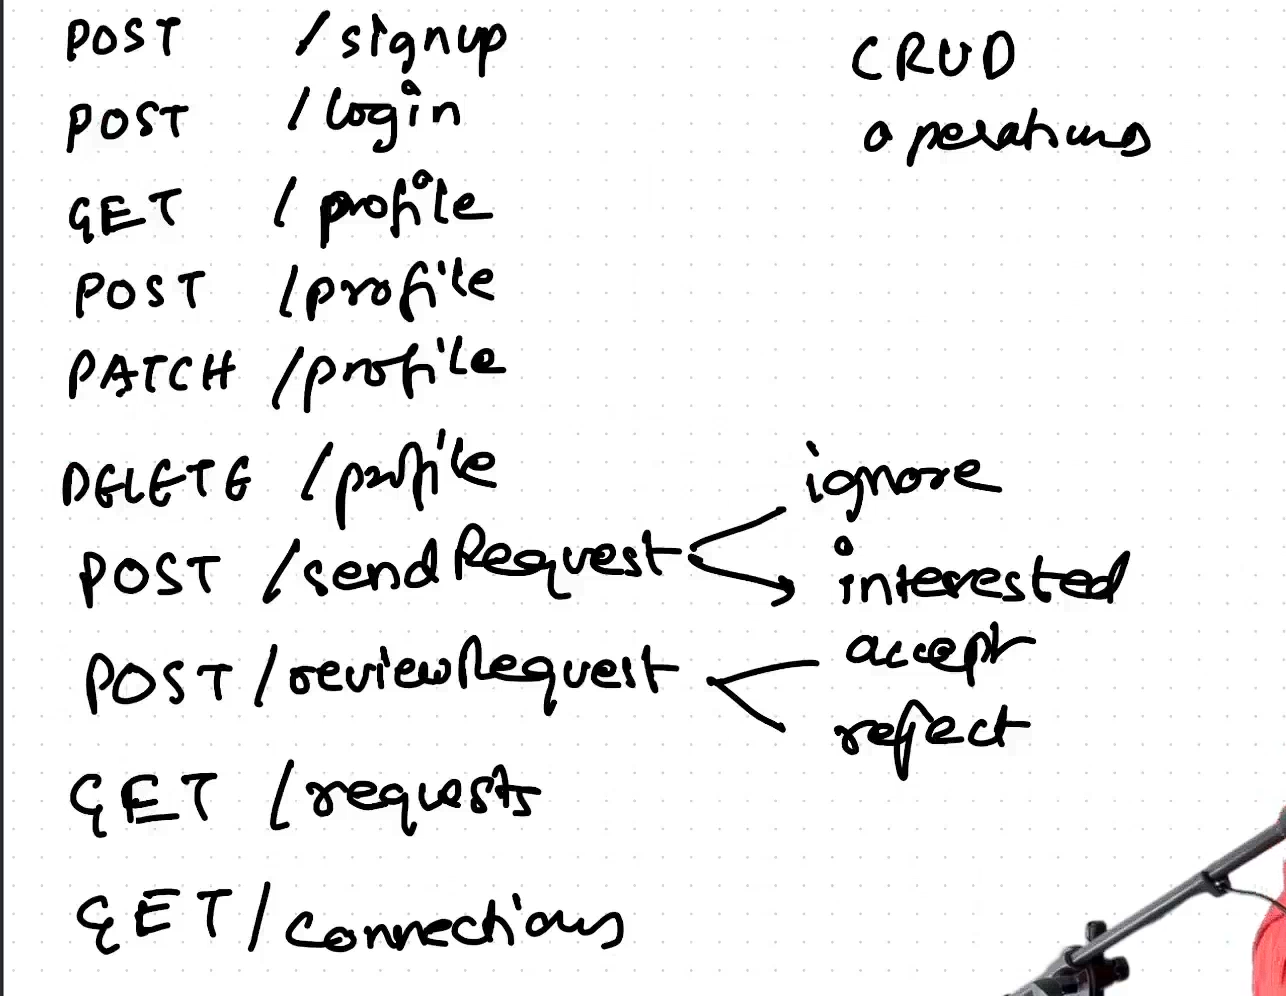 POST /signup
CRUD
operations
POST /login
GET /profile
POST /profile
PATCH /profile
DELETE /profile
POST /sendRequest
ignore
interested
POST /reviewRequest
accept
reject
GET /requests
GET /connections